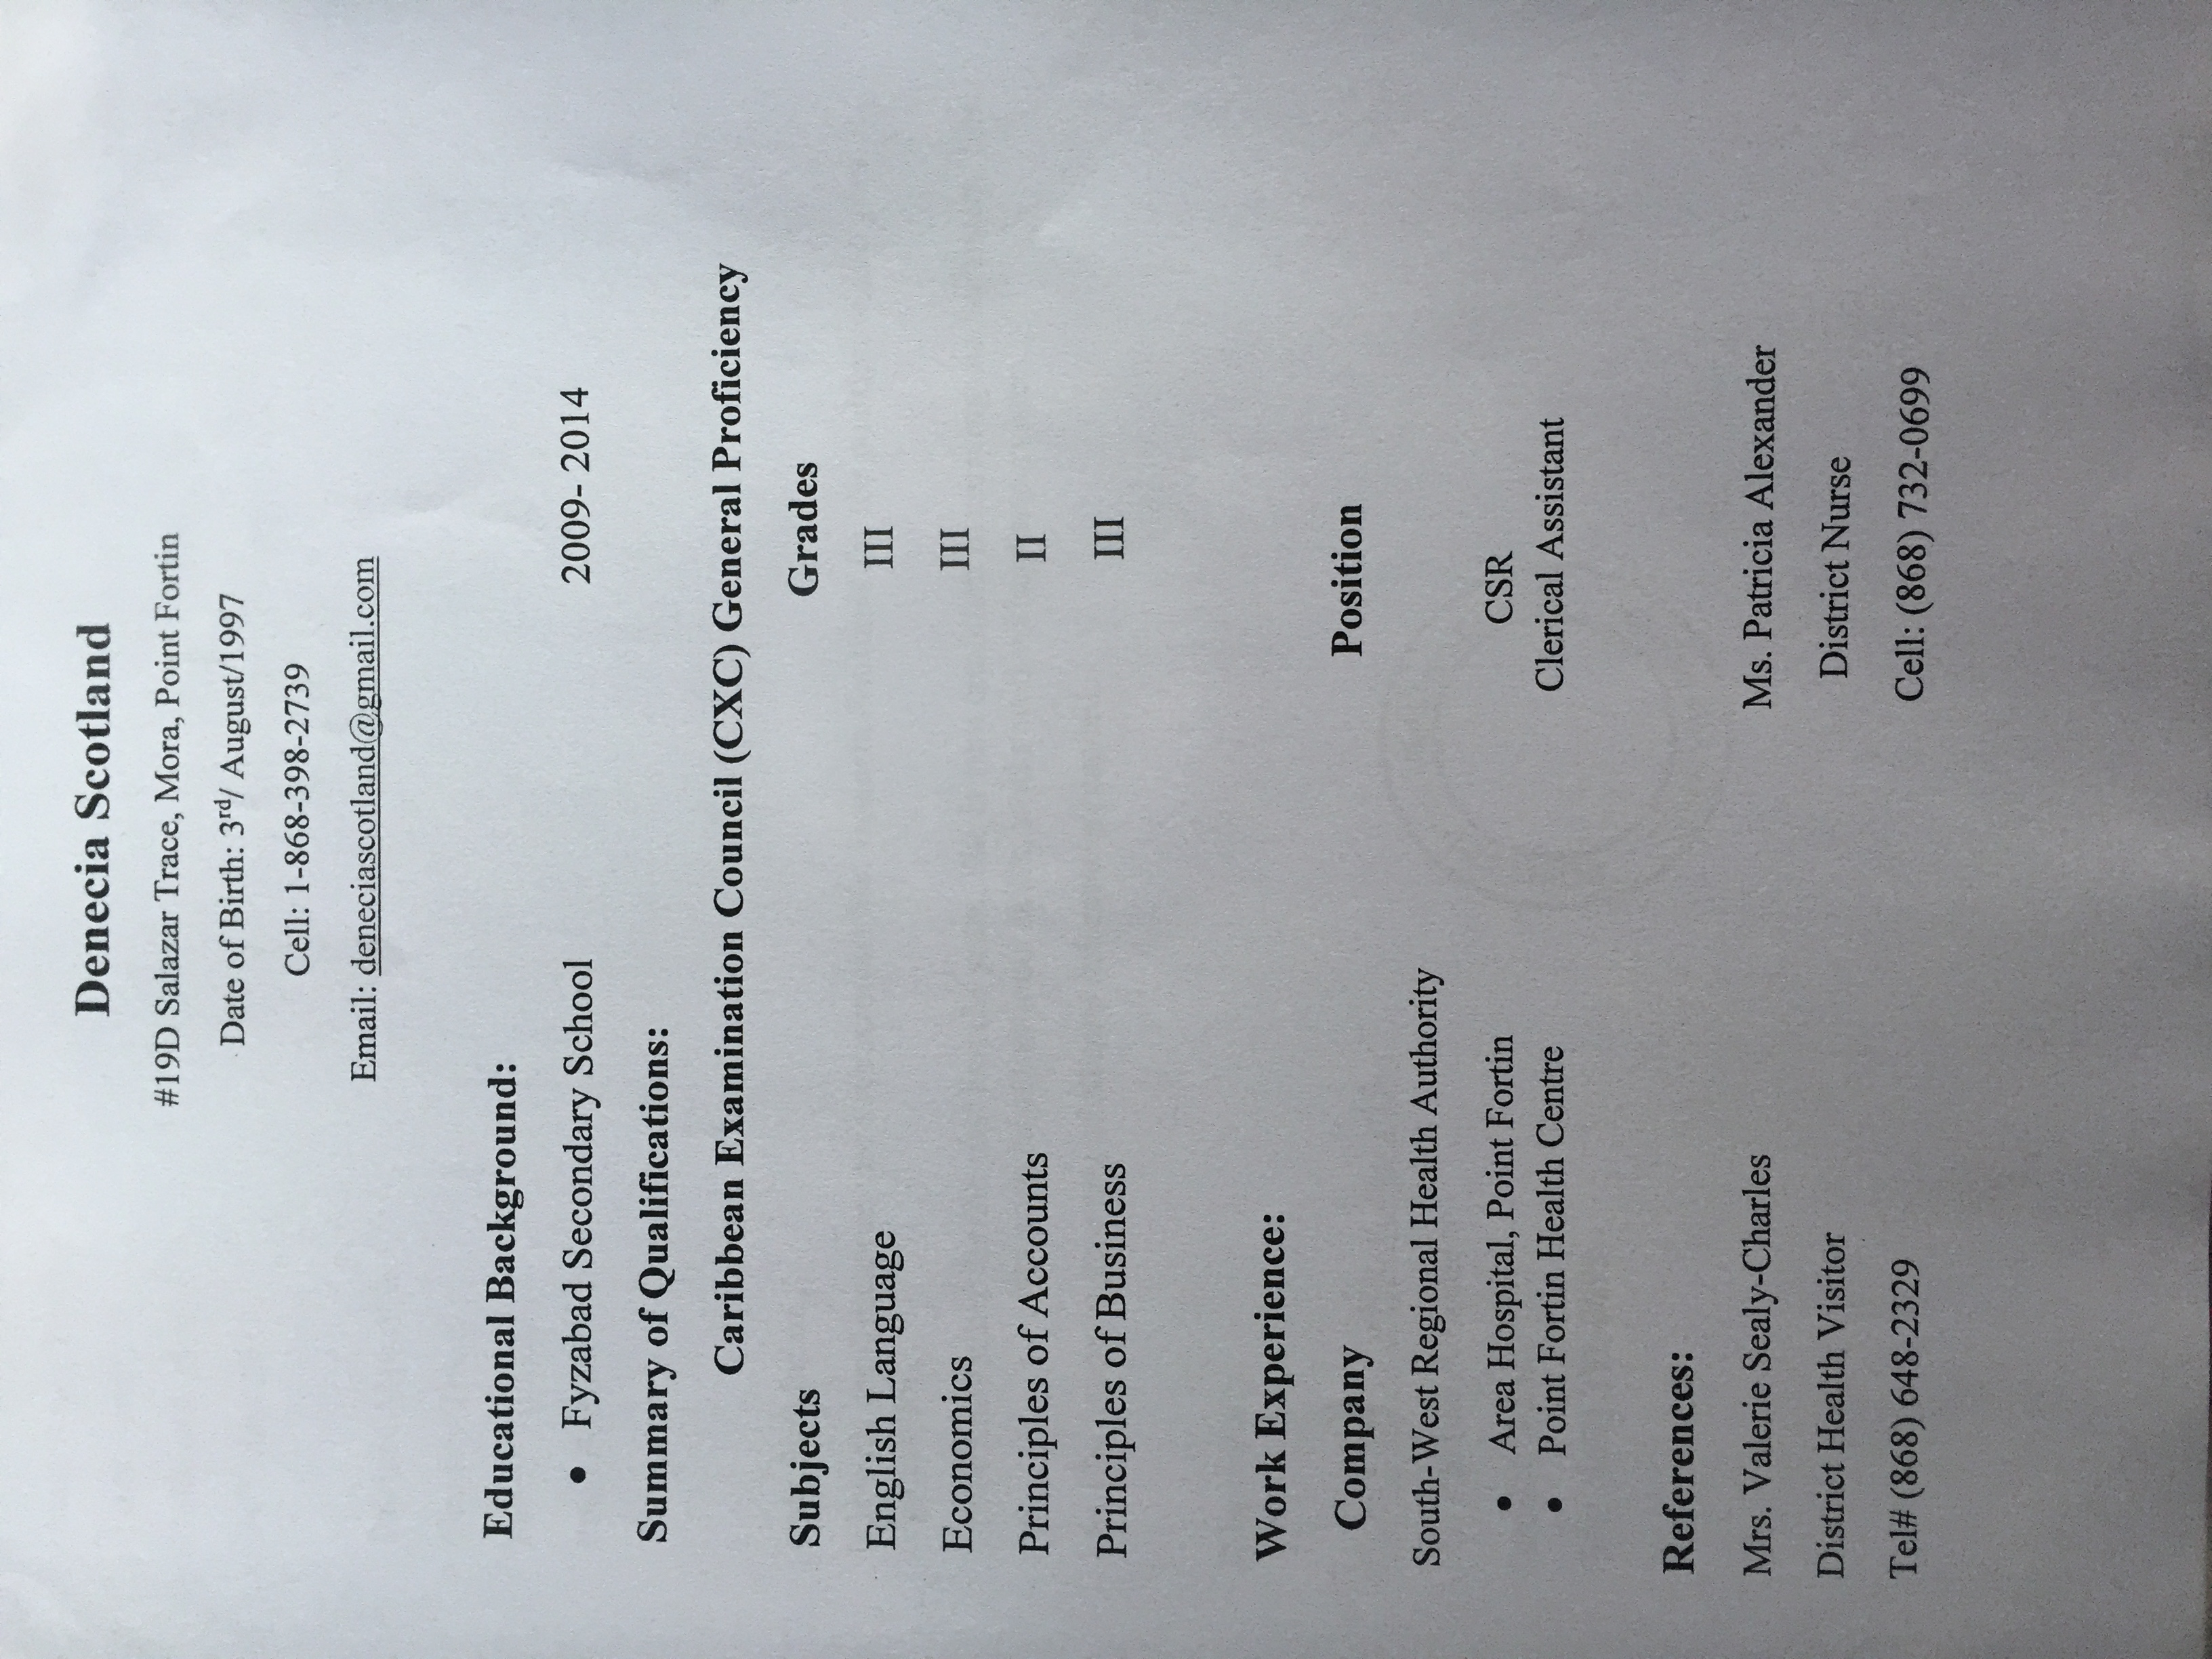 Denecia Scotland
#19D Salazar Trace, Mora, Point Fortin
Date of Birth: 3rd/ August/1997
Cell: 1-868-398-2739
Email: deneciascotland@gmail.com
Educational Background:
• Fyzabad Secondary School 2009- 2014
Summary of Qualifications:
Caribbean Examination Council (CXC) General Proficiency
Subjects Grades
English Language III
Economics III
Principles of Accounts II
Principles of Business III
Work Experience:
Company Position
South-West Regional Health Authority
• Area Hospital, Point Fortin CSR
• Point Fortin Health Centre Clerical Assistant
References:
Mrs. Valerie Sealy-Charles Ms. Patricia Alexander
District Health Visitor District Nurse
Tel# (868) 648-2329 Cell: (868) 732-0699